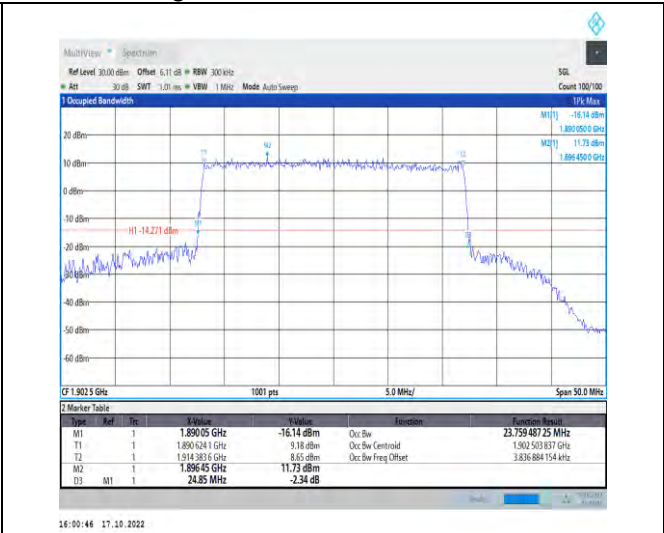 MultiView Spectrum
Ref Level 30.00 dBm Offset 6.11 dB RBW 300 kHz SGL
Att 30 dB SWT 1.01 ms VBW 1 MHz Mode Auto Sweep Count 100/100
1 Occupied Bandwidth 1Pk Max
M1[1] -16.14 dBm
1.890 050 0 GHz
M2[1] 11.73 dBm
1.896 450 0 GHz
20 dBm
M2
10 dBm
0 dBm
-10 dBm
H1 -14.271 dBm
-20 dBm
-30 dBm
-40 dBm
-50 dBm
-60 dBm
CF 1.902 5 GHz 1001 pts 5.0 MHz/ Span 50.0 MHz
2 Marker Table
Type Ref Trc X-Value Y-Value Function Function Result
M1 1 1.890 05 GHz -16.14 dBm Occ Bw 23.759 487 25 MHz
T1 1 1.890 624 1 GHz 9.18 dBm Occ Bw Centroid 1.902 503 837 GHz
T2 1 1.914 383 6 GHz 8.65 dBm Occ Bw Freq Offset 3.836 884 154 kHz
M2 1 1.896 45 GHz 11.73 dBm
D3 M1 1 24.85 MHz -2.34 dB
16:00:46 17.10.2022